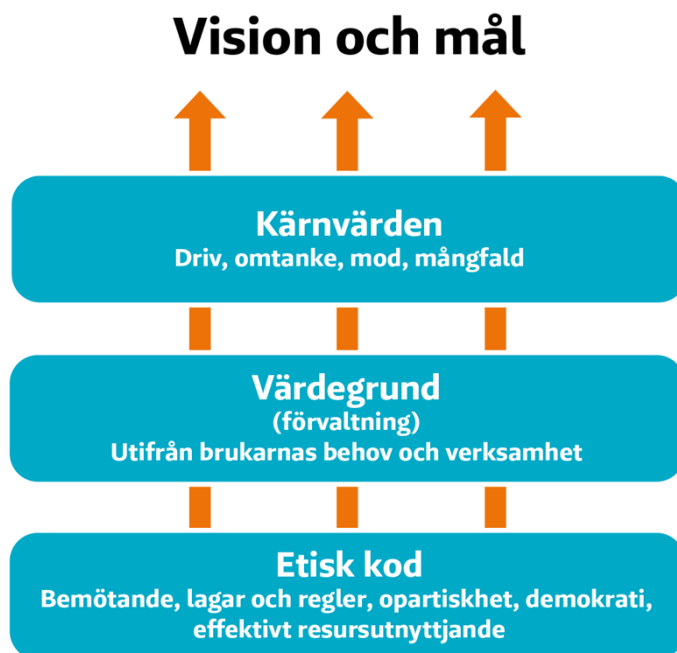 Vision och mål
Kärnvärden
Driv, omtanke, mod, mångfald
Värdegrund
(förvaltning)
Utifrån brukarnas behov och verksamhet
Etisk kod
Bemötande, lagar och regler, opartiskhet, demokrati,
effektivt resursutnyttjande